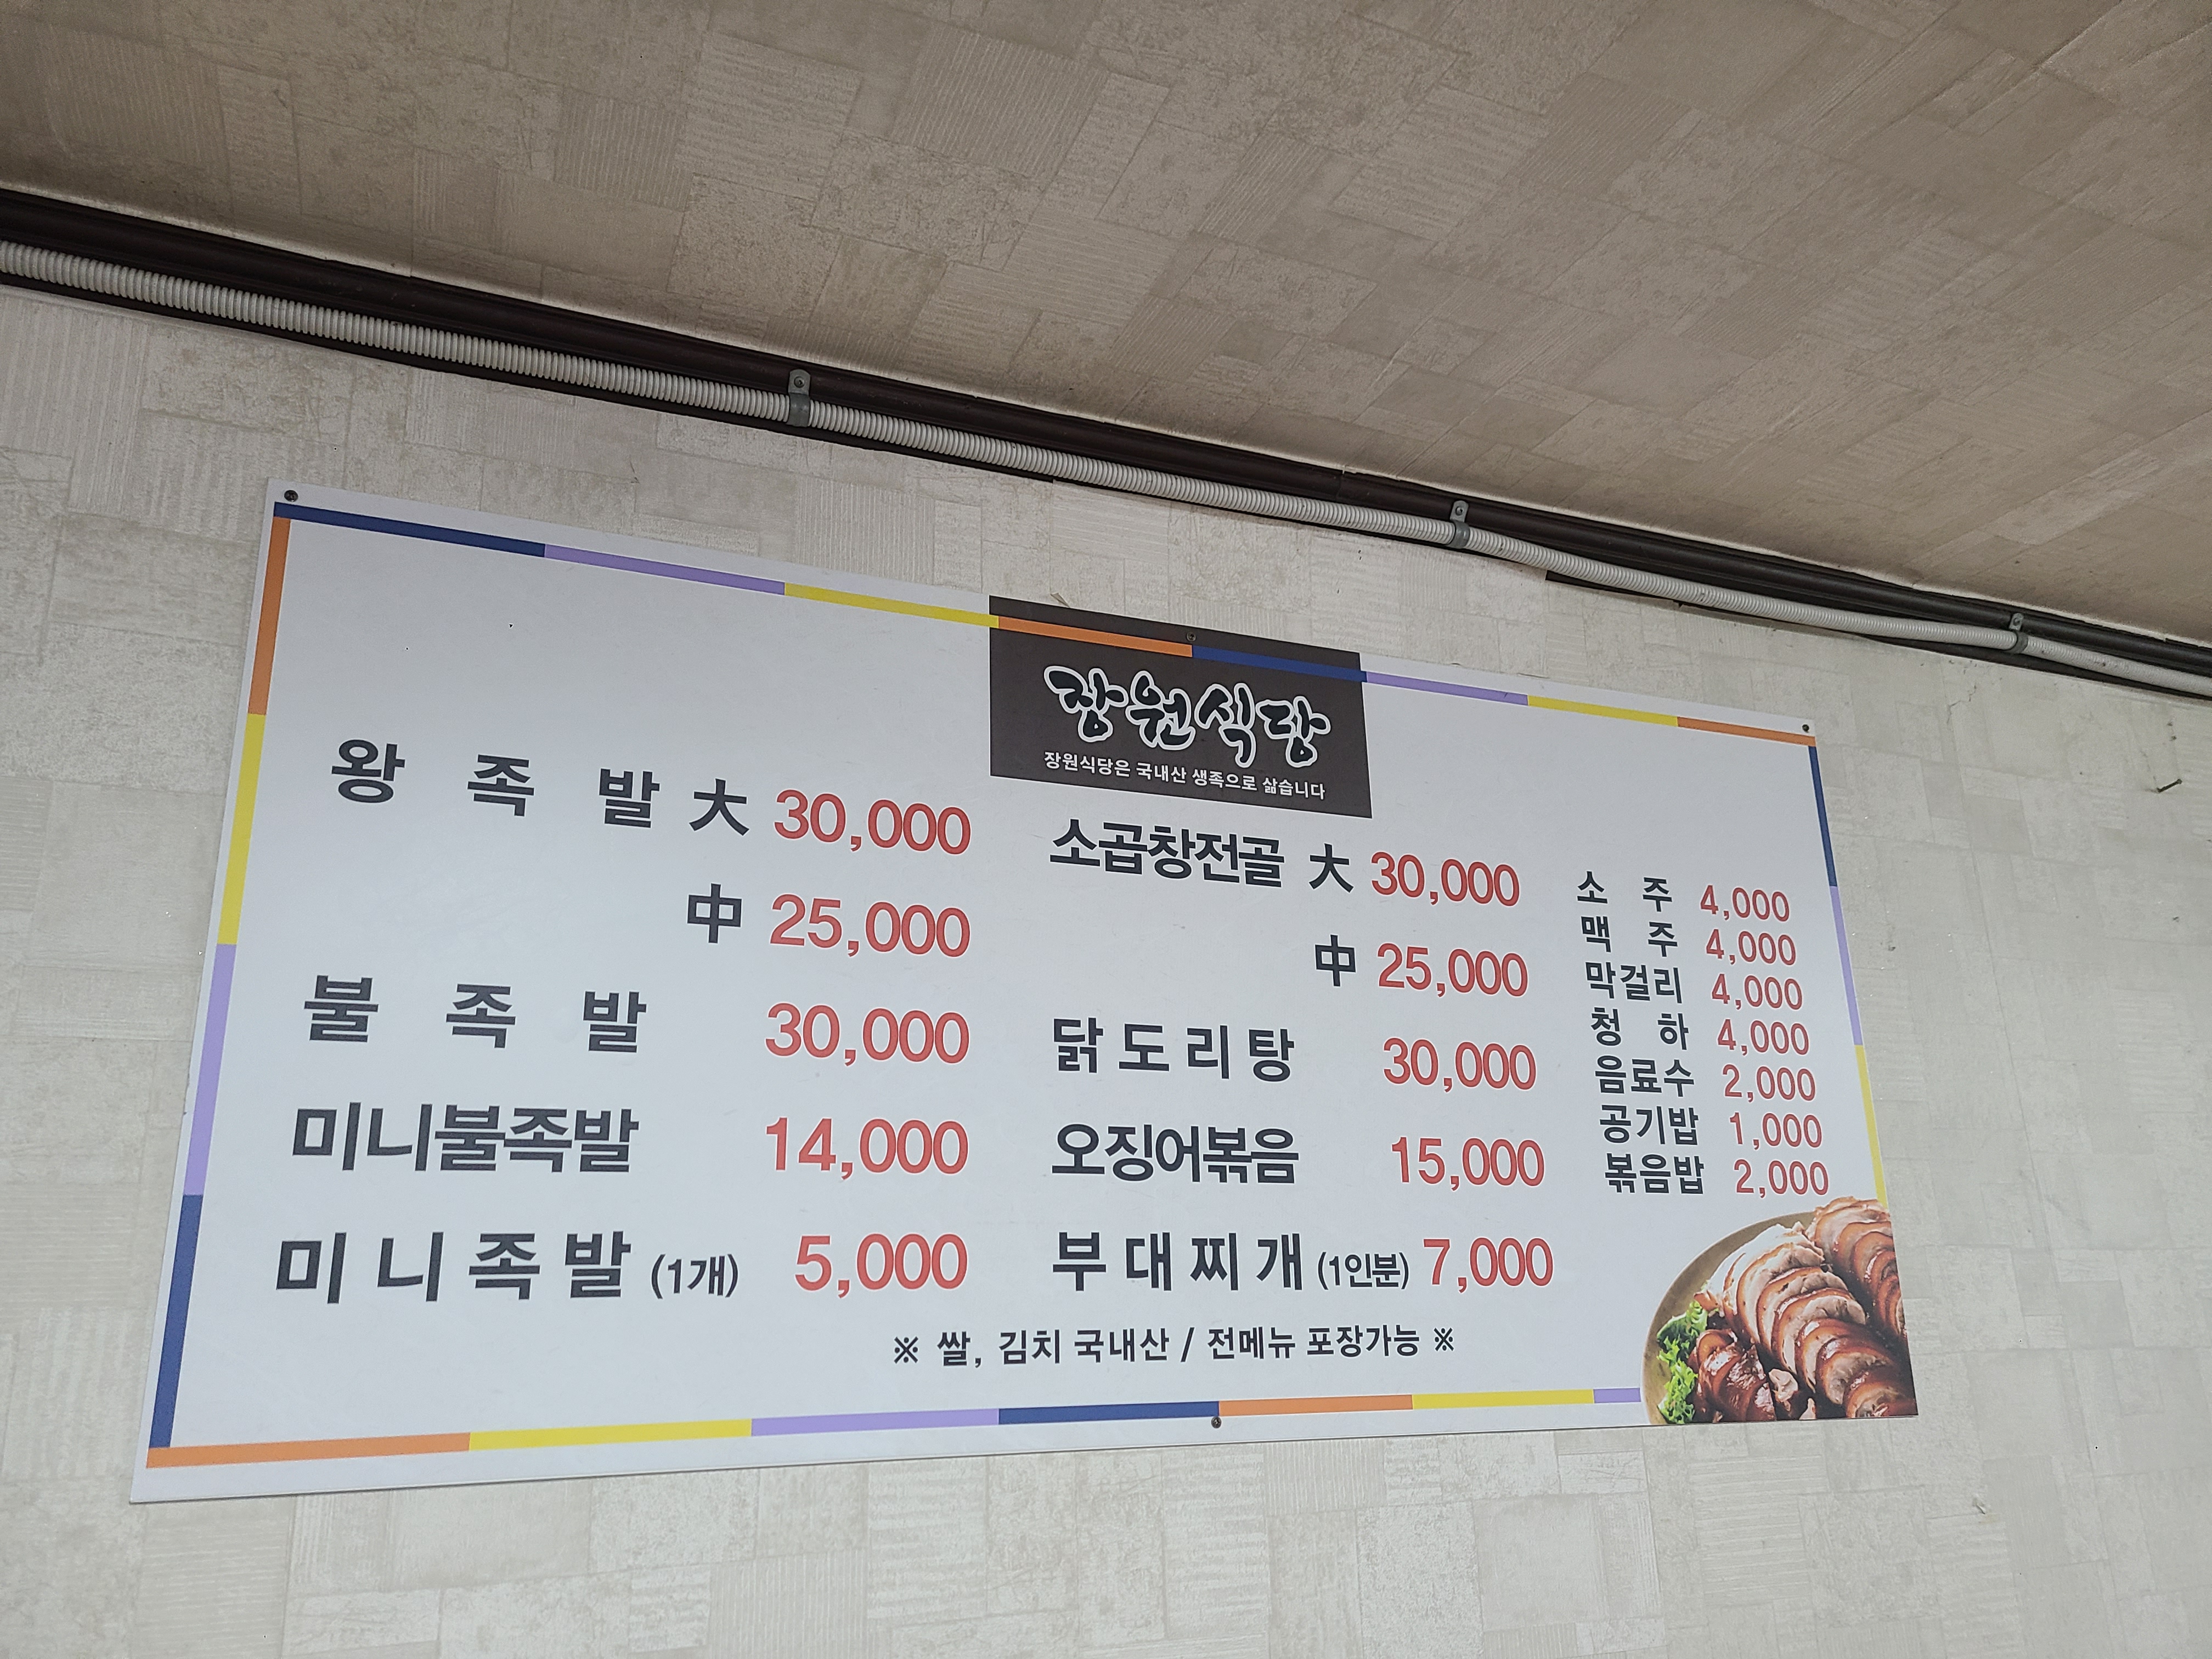 장원식당
장원식당은 국내산 생족으로 삶습니다
왕 족 발 大 30,000
中 25,000
불 족 발 30,000
미니불족발 14,000
미니족발 (1개) 5,000
소곱창전골 大 30,000
中 25,000
닭도리탕 30,000
오징어볶음 15,000
부대찌개 (1인분) 7,000
소 주 4,000
맥 주 4,000
막걸리 4,000
청 하 4,000
음료수 2,000
공기밥 1,000
볶음밥 2,000
※ 쌀, 김치 국내산 / 전메뉴 포장가능 ※